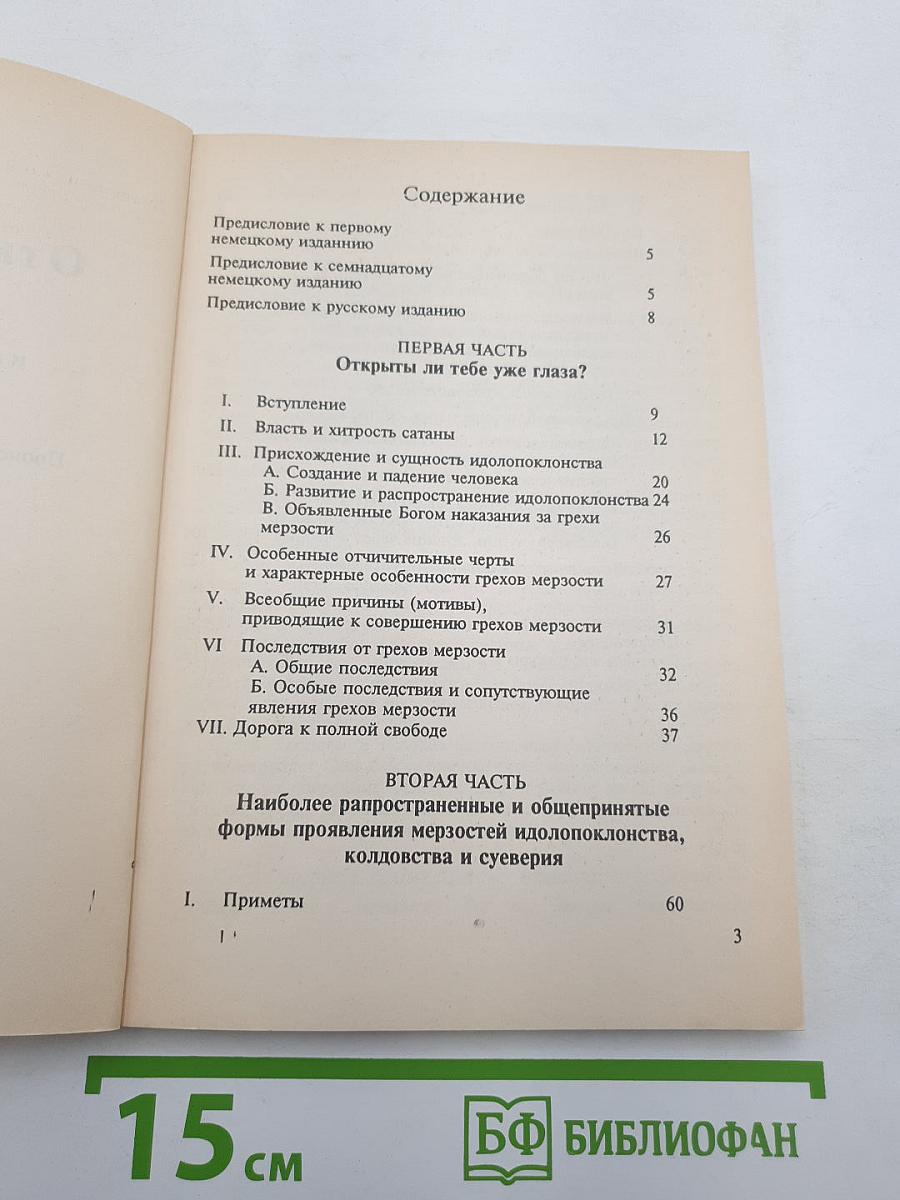 Содержание
Предисловие к первому
немецкому изданнию 5
Предисловие к семнадцатому
немецкому изданию 5
Предисловие к русскому изданию 8
ПЕРВАЯ ЧАСТЬ
Открыты ли тебе уже глаза?
I. Вступление 9
II. Власть и хитрость сатаны 12
III. Присхождение и сущность идолопоклонства
А. Создание и падение человека 20
Б. Развитие и распространение идолопоклонства 24
В. Объявленные Богом наказания за грехи
мерзости 26
IV. Особенные отчичительные черты
и характерные особенности грехов мерзости 27
V. Всеобщие причины (мотивы),
приводящие к совершению грехов мерзости 31
VI Последствия от грехов мерзости
А. Общие последствия 32
Б. Особые последствия и сопутствующие
явления грехов мерзости 36
VII. Дорога к полной свободе 37
ВТОРАЯ ЧАСТЬ
Наиболее рапространенные и общепринятые
формы проявления мерзостей идолопоклонства,
колдовства и суеверия
I. Приметы 60
3
15 см
БФ БИБЛИОФАН